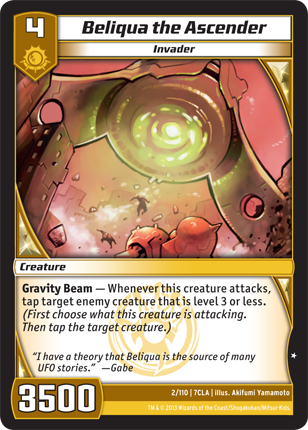 4
Beliqua the Ascender
Invader
Creature
Gravity Beam — Whenever this creature attacks,
tap target enemy creature that is level 3 or less.
(First choose what this creature is attacking.
Then tap the creature.)
"I have a theory that Beliqua is the source of many
UFO stories." —Gabe
3500
2/110 | 7CLA | illus. Akifumi Yamamoto
TM & © 2013 Wizards of the Coast/Shogakukan/Mitsui-Kids